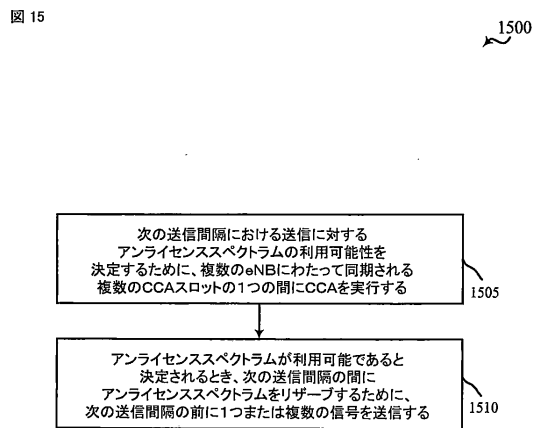 図 15
1500
次の送信間隔における送信に対する
アンライセンススペクトラムの利用可能性を
決定するために、複数のeNBにわたって同期される
複数のCCAスロットの1つの間にCCAを実行する
1505
アンライセンススペクトラムが利用可能であると
決定されるとき、次の送信間隔の間に
アンライセンススペクトラムをリザーブするために、
次の送信間隔の前に1つまたは複数の信号を送信する
1510